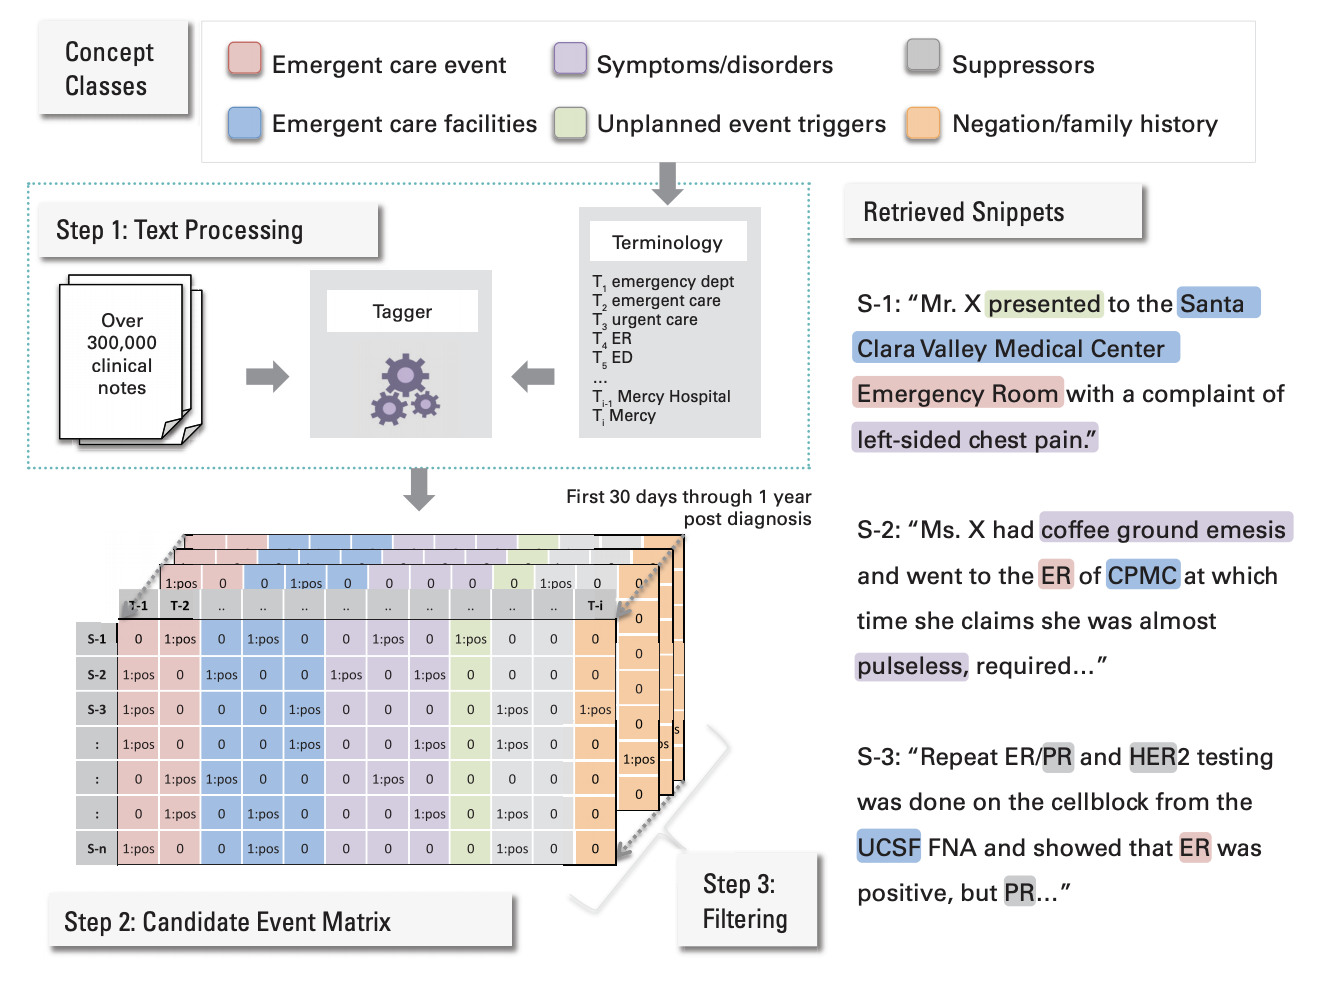 Concept
Classes
Emergent care event
Symptoms/disorders
Suppressors
Emergent care facilities
Unplanned event triggers
Negation/family history
Step 1: Text Processing
Over
300,000
clinical
notes
Tagger
Terminology
T1 emergency dept
T2 emergent care
T3 urgent care
T4 ER
T5 ED
...
Ti-1 Mercy Hospital
Ti Mercy
First 30 days through 1 year
post diagnosis
1:pos 0 0 1:pos 0 0 0 0 0 1:pos 0 0
T-1 T-2 .. .. .. .. .. .. .. .. .. T-i
S-1 0 1:pos 0 1:pos 0 0 1:pos 0 1:pos 0 0 0
S-2 1:pos 0 1:pos 0 0 1:pos 0 1:pos 0 0 0 0
S-3 1:pos 0 0 0 1:pos 0 0 0 0 1:pos 0 1:pos
: 1:pos 0 0 0 1:pos 0 0 1:pos 0 1:pos 0 0
: 0 1:pos 1:pos 0 0 0 1:pos 0 0 0 0 0
: 0 1:pos 0 1:pos 0 0 0 1:pos 0 0 0 0
S-n 1:pos 0 0 1:pos 0 0 0 0 0 1:pos 0 0
0
0
0
0
1:pos
0
Step 2: Candidate Event Matrix
Step 3:
Filtering
Retrieved Snippets
S-1: “Mr. X presented to the Santa
Clara Valley Medical Center
Emergency Room with a complaint of
left-sided chest pain.”
S-2: “Ms. X had coffee ground emesis
and went to the ER of CPMC at which
time she claims she was almost
pulseless, required...”
S-3: “Repeat ER/PR and HER2 testing
was done on the cellblock from the
UCSF FNA and showed that ER was
positive, but PR...”